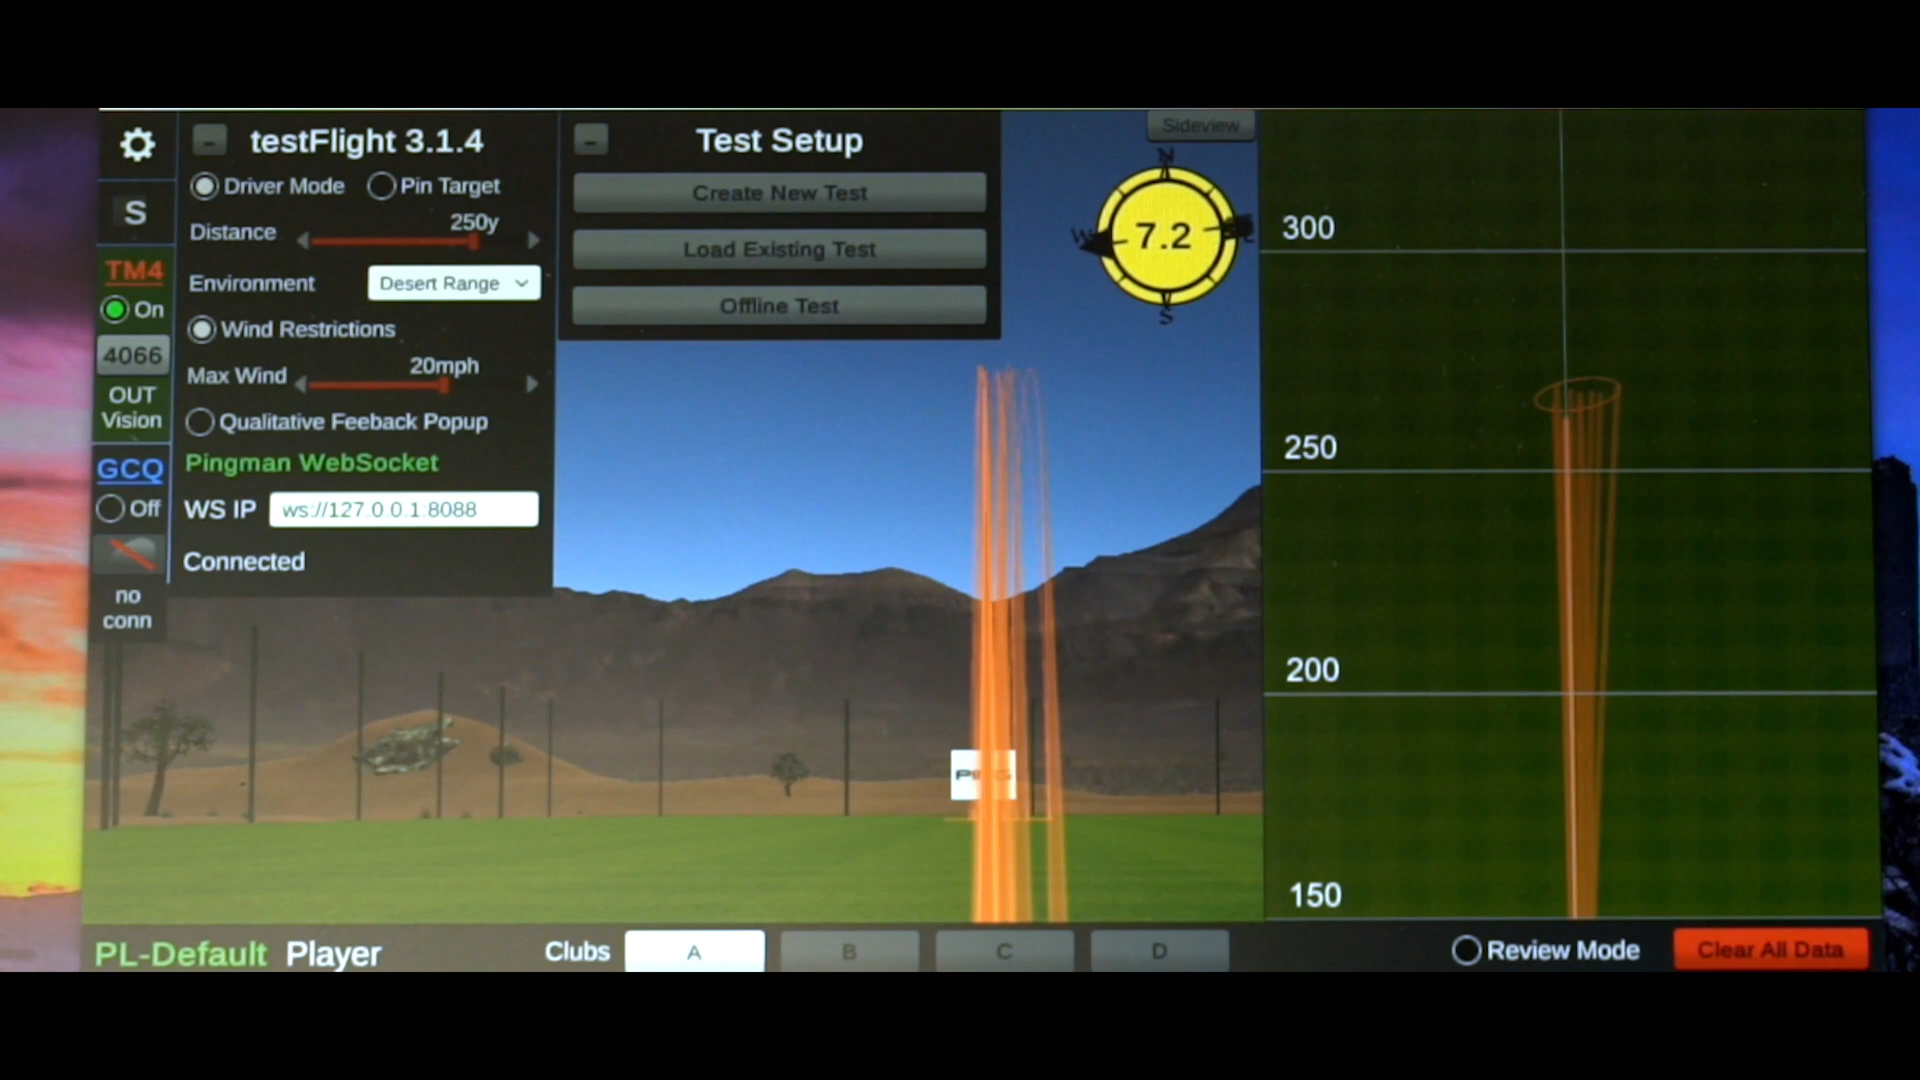 testFlight 3.1.4
Driver Mode Pin Target
Distance 250y
Environment Desert Range
Wind Restrictions
Max Wind 20mph
Qualitative Feeback Popup
Pingman WebSocket
WS IP ws://127.0.0.1:8088
Connected
S
TM4
On
4066
OUT
Vision
GCQ
Off
no
conn
Test Setup
Create New Test
Load Existing Test
Offline Test
Sideview
N
W
7.2
S
PING
300
250
200
150
PL-Default Player
Clubs A B C D
Review Mode
Clear All Data